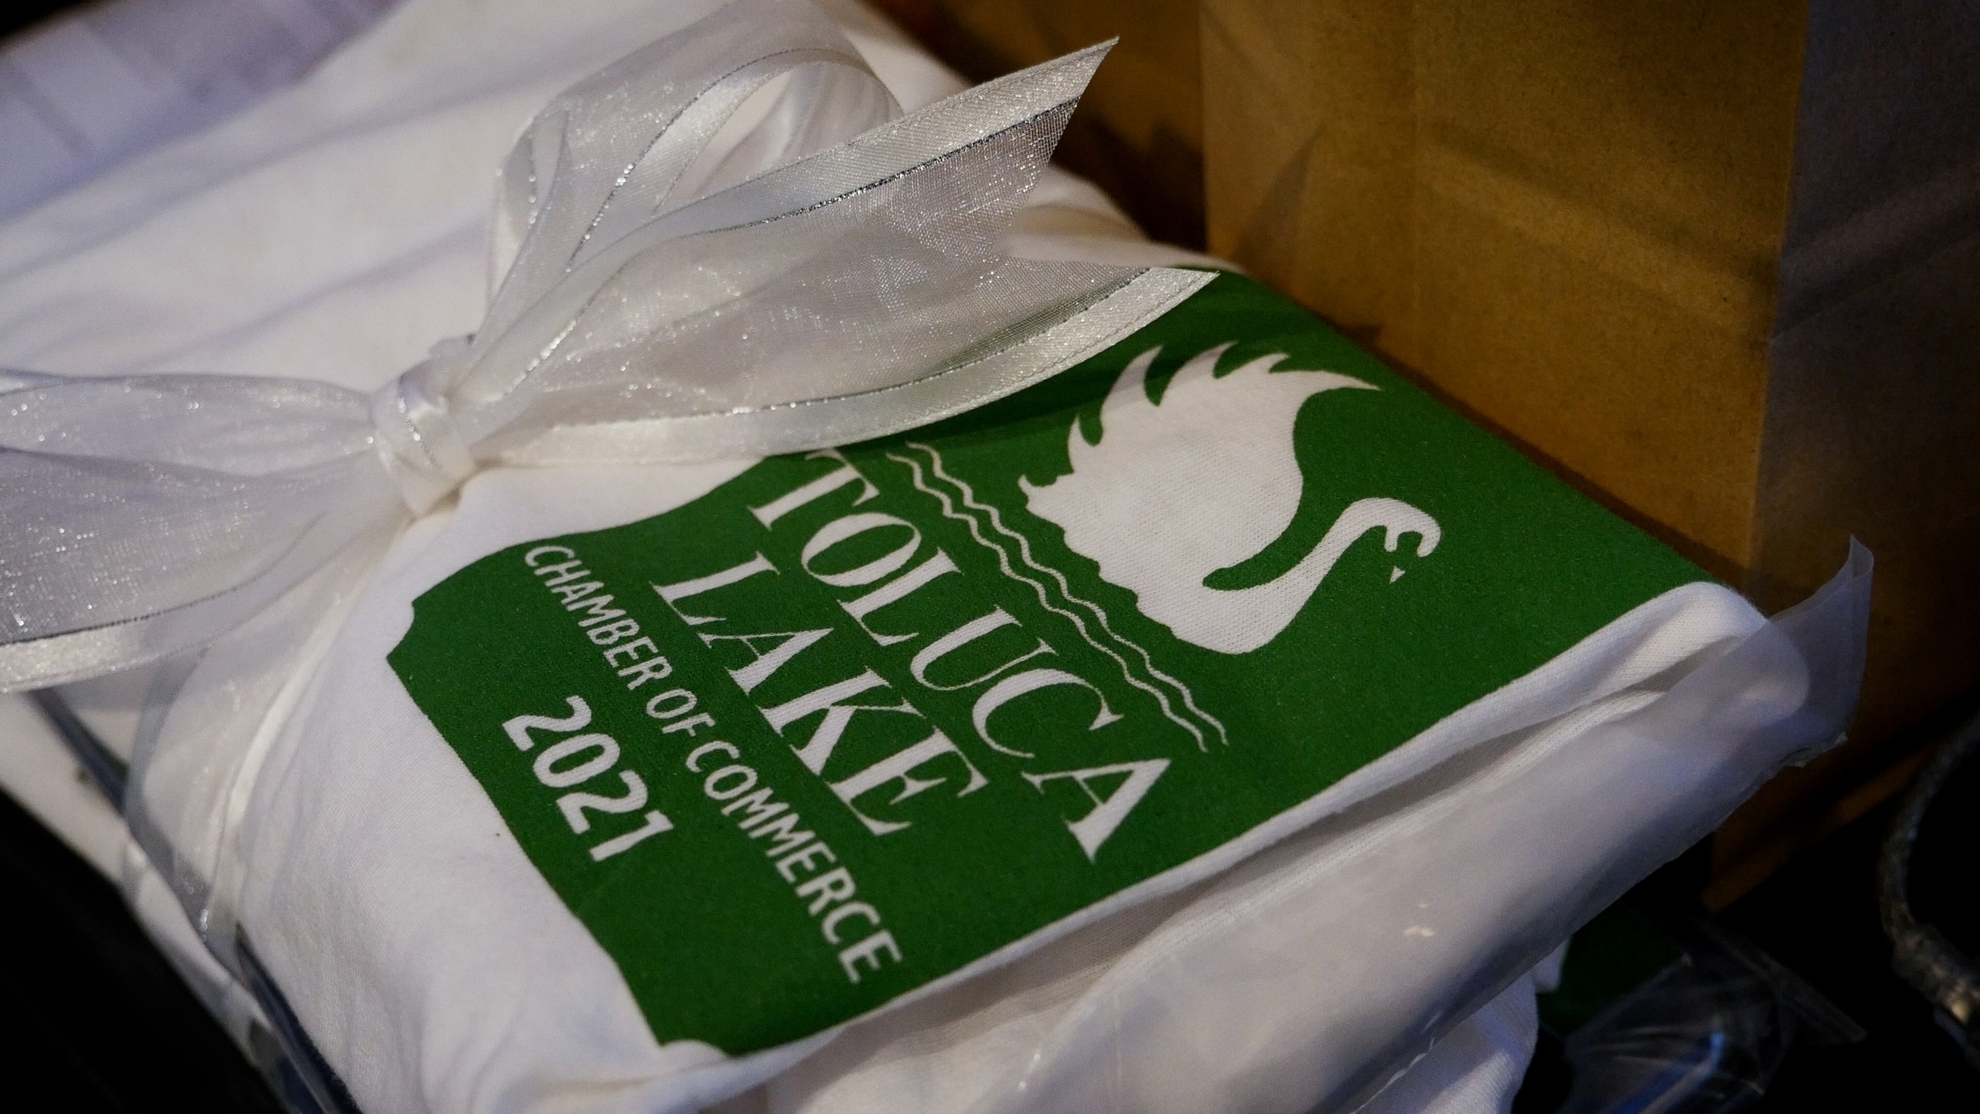 TOLUCA
LAKE
CHAMBER OF COMMERCE
2021